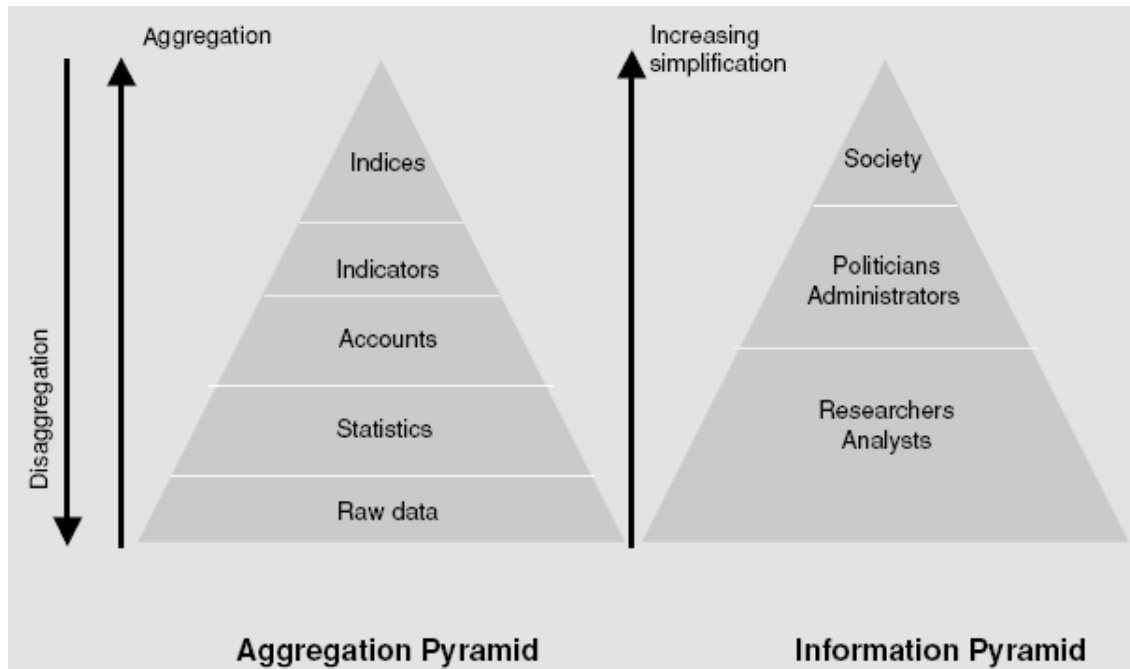 Aggregation
Disaggregation
Indices
Indicators
Accounts
Statistics
Raw data
Aggregation Pyramid
Increasing
simplification
Society
Politicians
Administrators
Researchers
Analysts
Information Pyramid